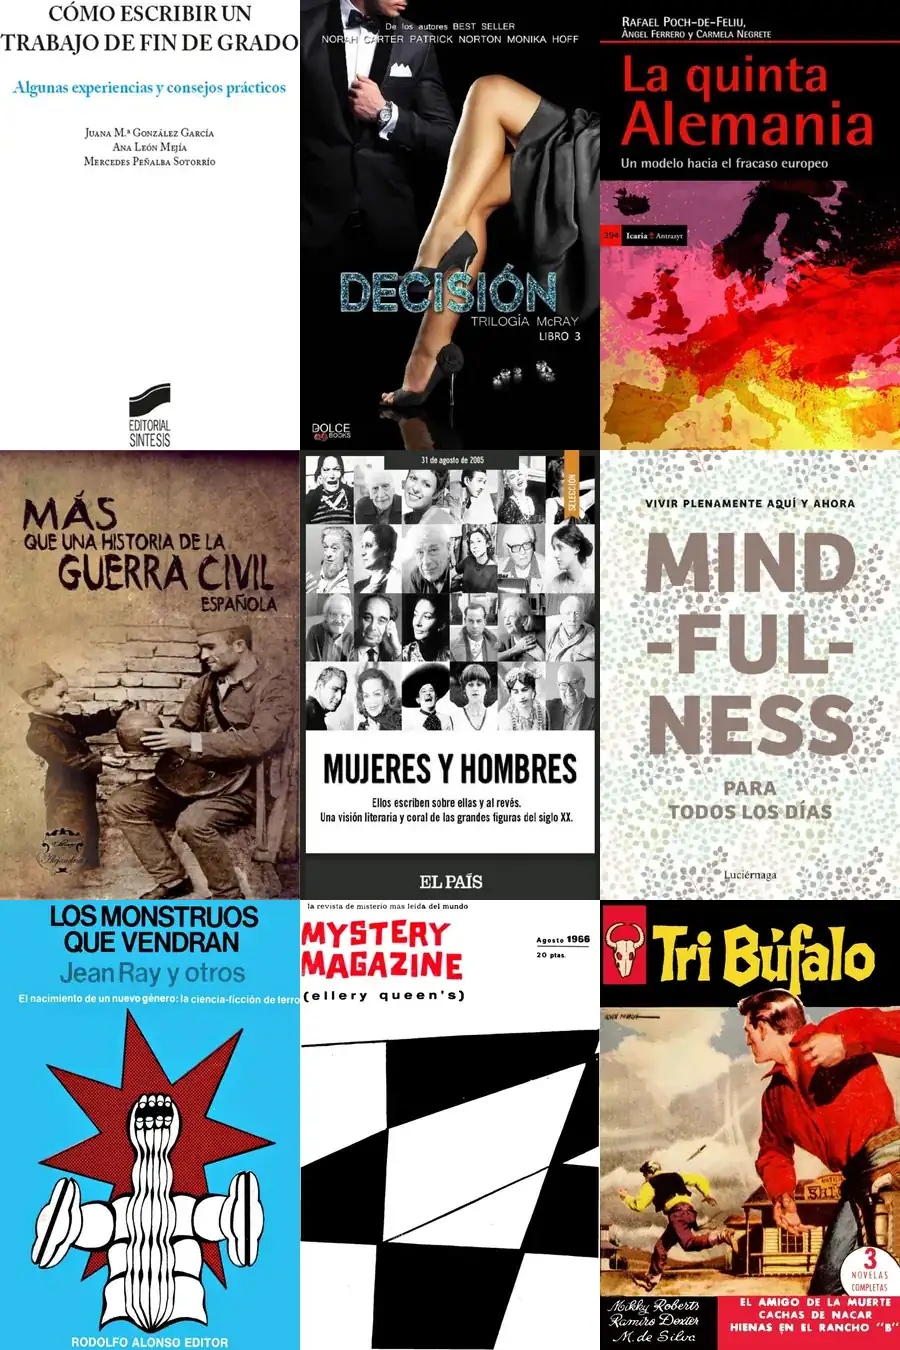 CÓMO ESCRIBIR UN
TRABAJO DE FIN DE GRADO
Algunas experiencias y consejos prácticos
Juana M.ª González García
Ana León Mejía
Mercedes Peñalba Sotorrío
EDITORIAL
SINTESIS
De los autores BEST SELLER
NORAH CARTER PATRICK NORTON MONIKA HOFF
DECISIÓN
TRILOGÍA McRAY
LIBRO 3
DOLCE
BOOKS
Rafael Poch-de-Feliu,
Àngel Ferrero y Carmela Negrete
La quinta
Alemania
Un modelo hacia el fracaso europeo
394 Icaria Antrazyt
MÁS
QUE UNA HISTORIA DE LA
GUERRA CIVIL
ESPAÑOLA
31 de agosto de 2005
SELECCIÓN
MUJERES Y HOMBRES
Ellos escriben sobre ellas y al revés.
Una visión literaria y coral de las grandes figuras del siglo XX.
EL PAÍS
VIVIR PLENAMENTE AQUÍ Y AHORA
MIND
-FUL-
NESS
PARA
TODOS LOS DÍAS
Luciérnaga
LOS MONSTRUOS
QUE VENDRAN
Jean Ray y otros
El nacimiento de un nuevo género: la ciencia-ficción de terro
RODOLFO ALONSO EDITOR
la revista de misterio más leída del mundo
MYSTERY
MAGAZINE
(ellery queen's)
Agosto 1966
20 ptas.
Tri Búfalo
3
NOVELAS
COMPLETAS
Mikky Roberts
Ramiro Dexter
M. de Silva
EL AMIGO DE LA MUERTE
CACHAS DE NACAR
HIENAS EN EL RANCHO "B"